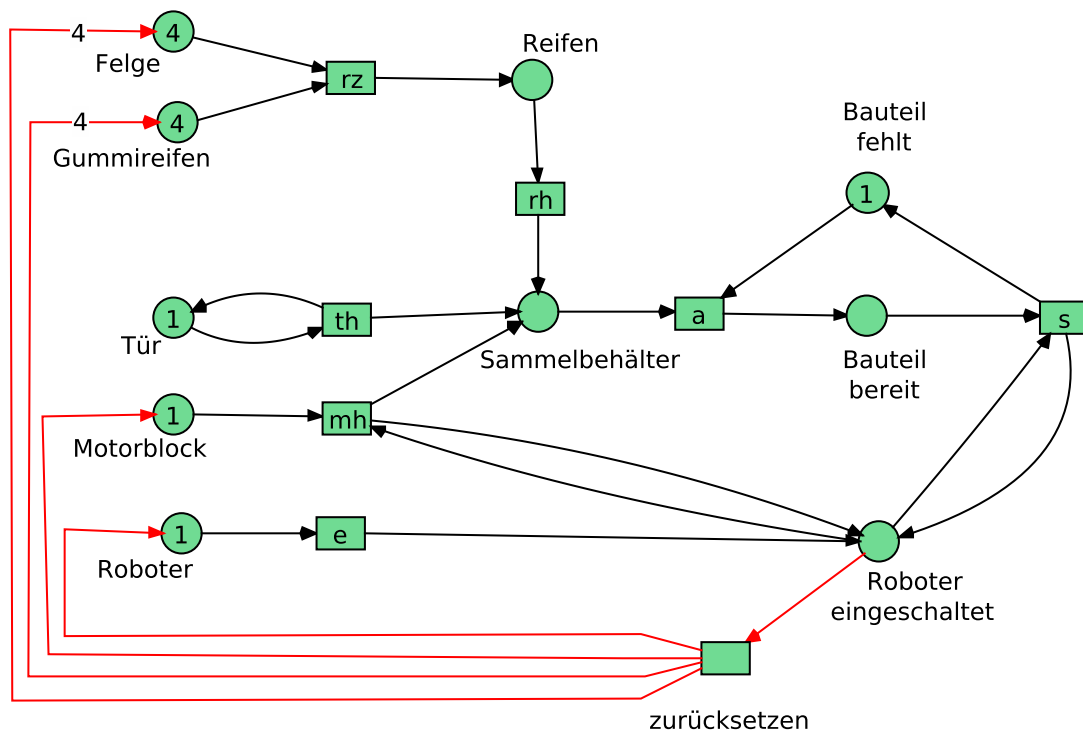 4
4
Felge
rz
Reifen
4
4
Gummireifen
Bauteil
fehlt
1
rh
1
Tür
th
Sammelbehälter
a
Bauteil
bereit
s
1
Motorblock
mh
1
Roboter
e
Roboter
eingeschaltet
zurücksetzen